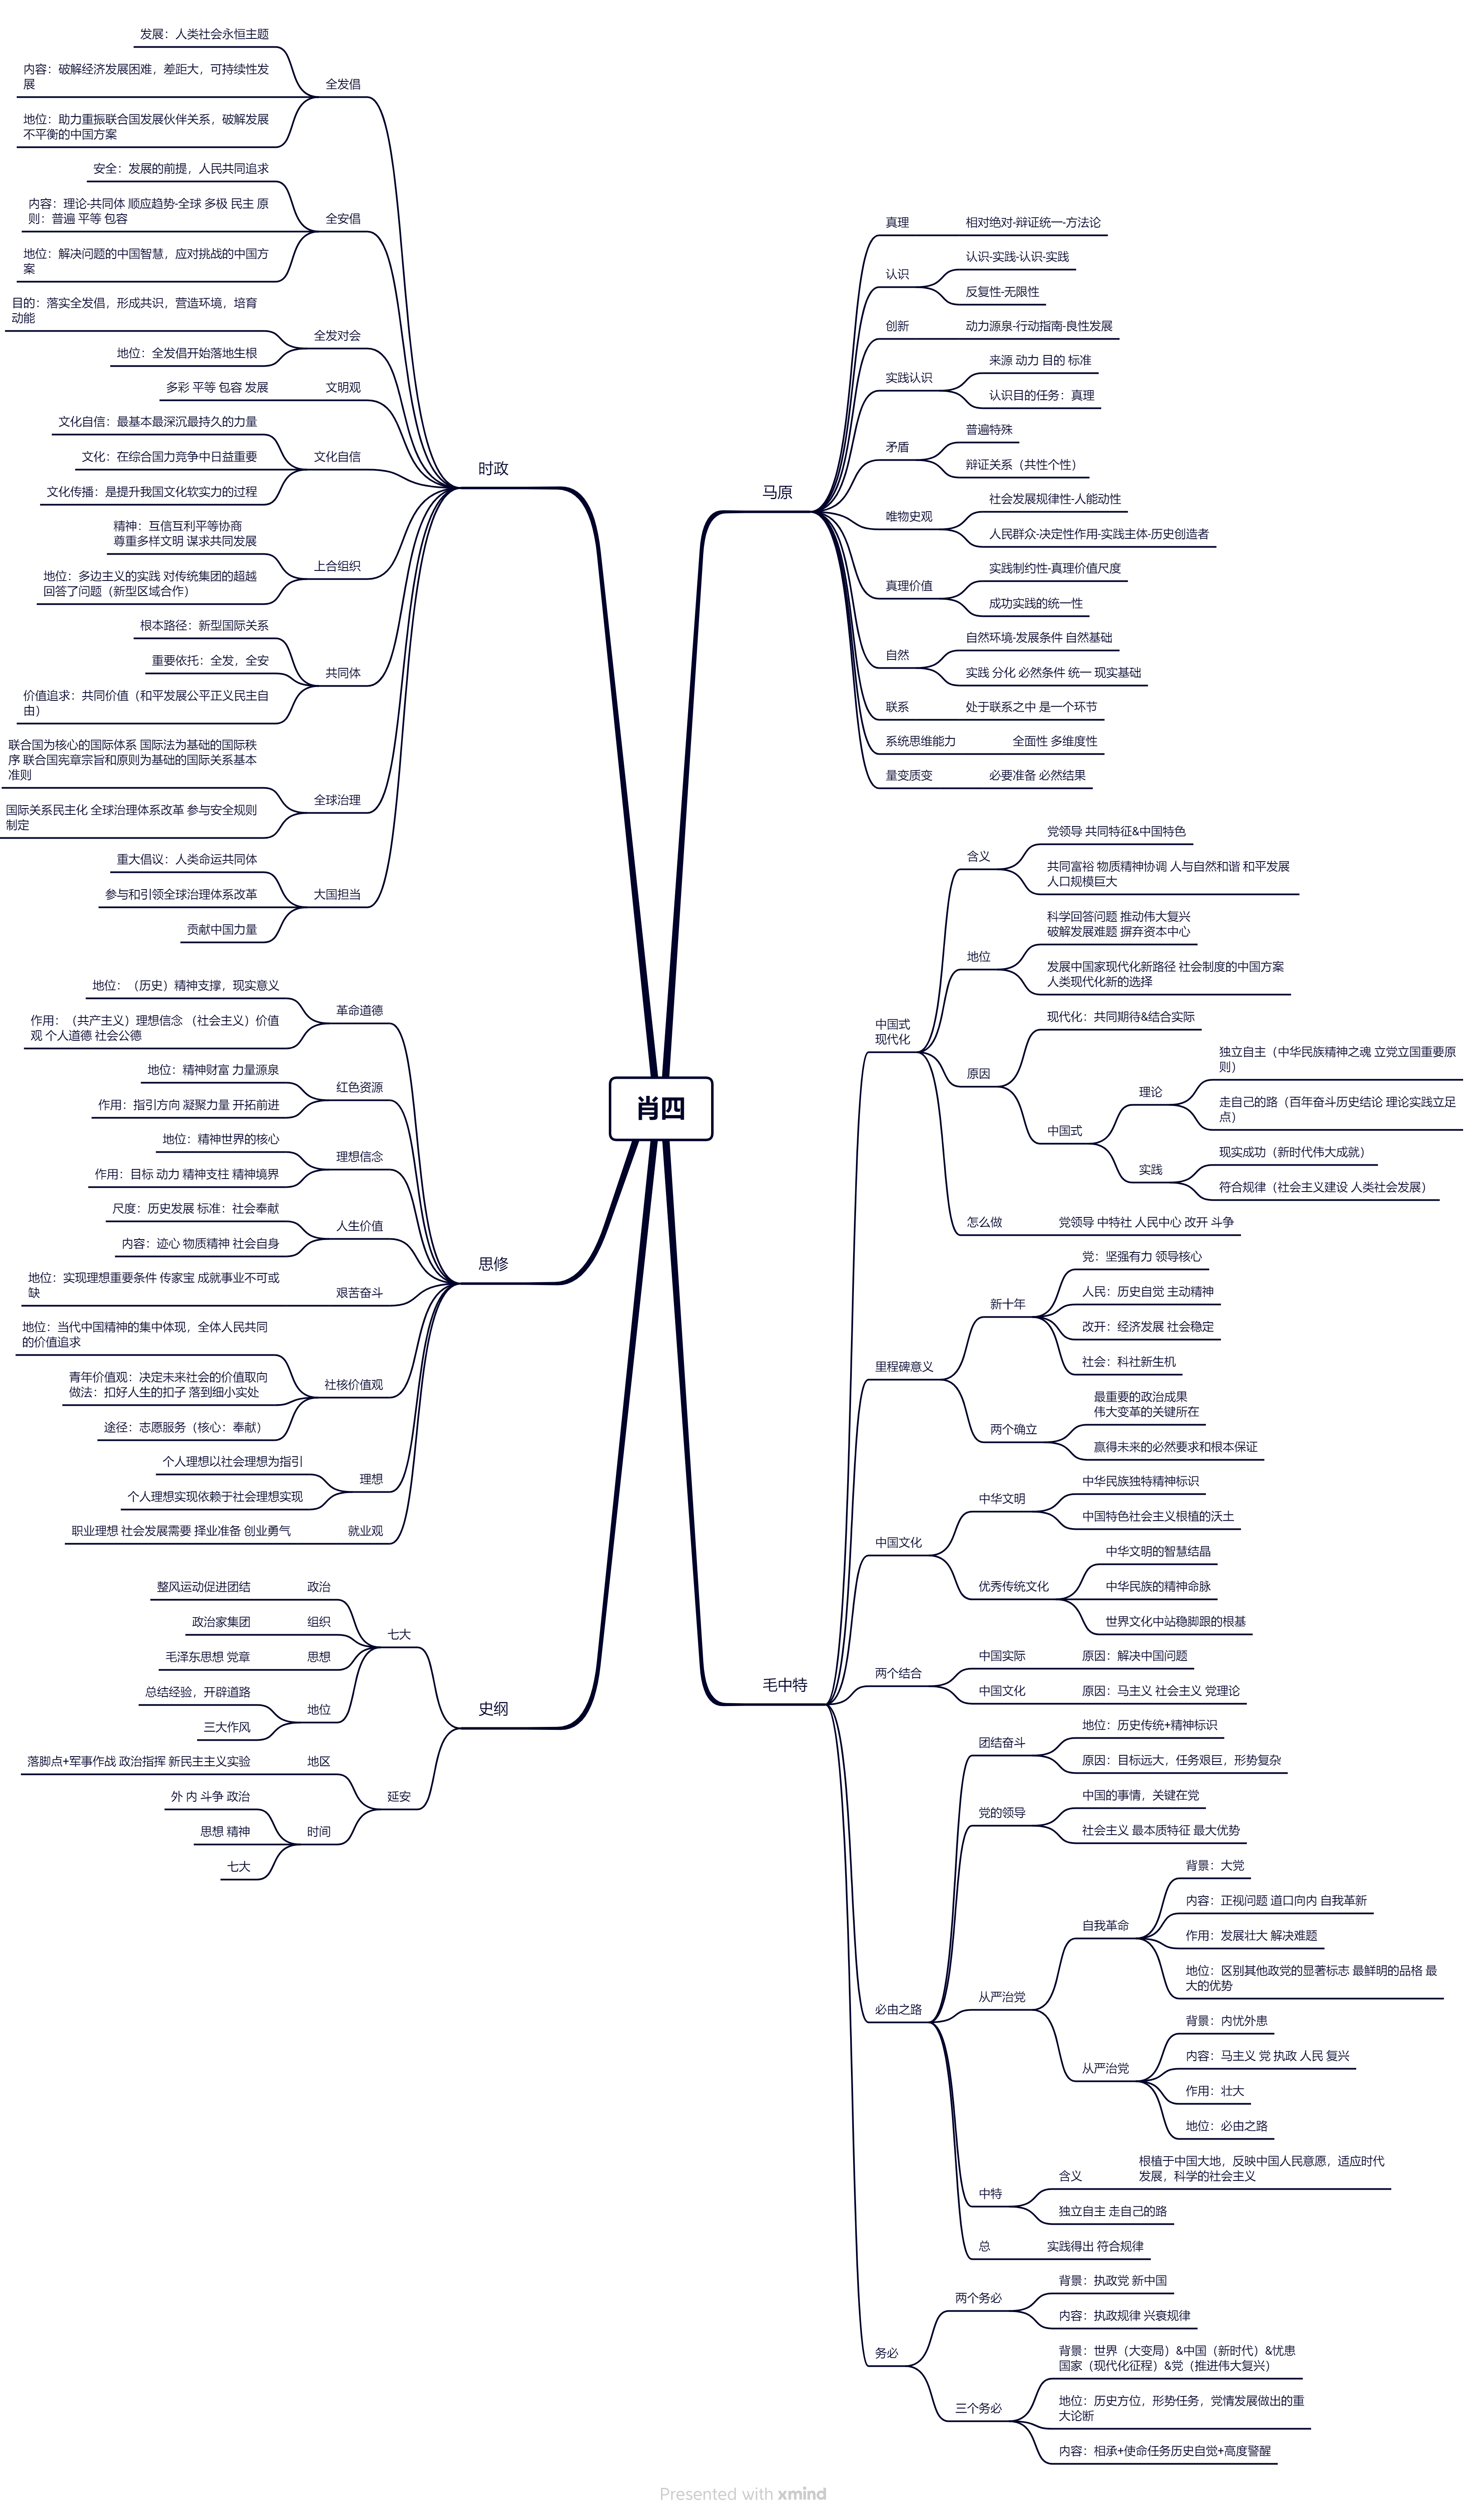 肖四
马原
真理
相对绝对-辩证统一-方法论
认识
认识-实践-认识-实践
反复性-无限性
创新
动力源泉-行动指南-良性发展
实践认识
来源 动力 目的 标准
认识目的任务：真理
矛盾
普遍特殊
辩证关系（共性个性）
唯物史观
社会发展规律性-人能动性
人民群众-决定性作用-实践主体-历史创造者
真理价值
实践制约性-真理价值尺度
成功实践的统一性
自然
自然环境-发展条件 自然基础
实践 分化 必然条件 统一 现实基础
联系
处于联系之中 是一个环节
系统思维能力
全面性 多维度性
量变质变
必要准备 必然结果
毛中特
中国式
现代化
含义
党领导 共同特征&中国特色
共同富裕 物质精神协调 人与自然和谐 和平发展
人口规模巨大
地位
科学回答问题 推动伟大复兴
破解发展难题 摒弃资本中心
发展中国家现代化新路径 社会制度的中国方案
人类现代化新的选择
原因
现代化：共同期待&结合实际
中国式
理论
独立自主（中华民族精神之魂 立党立国重要原
则）
走自己的路（百年奋斗历史结论 理论实践立足
点）
实践
现实成功（新时代伟大成就）
符合规律（社会主义建设 人类社会发展）
怎么做
党领导 中特社 人民中心 改开 斗争
里程碑意义
新十年
党：坚强有力 领导核心
人民：历史自觉 主动精神
改开：经济发展 社会稳定
社会：科社新生机
两个确立
最重要的政治成果
伟大变革的关键所在
赢得未来的必然要求和根本保证
中国文化
中华文明
中华民族独特精神标识
中国特色社会主义根植的沃土
优秀传统文化
中华文明的智慧结晶
中华民族的精神命脉
世界文化中站稳脚跟的根基
两个结合
中国实际
原因：解决中国问题
中国文化
原因：马主义 社会主义 党理论
必由之路
团结奋斗
地位：历史传统+精神标识
原因：目标远大，任务艰巨，形势复杂
党的领导
中国的事情，关键在党
社会主义 最本质特征 最大优势
从严治党
自我革命
背景：大党
内容：正视问题 道口向内 自我革新
作用：发展壮大 解决难题
地位：区别其他政党的显著标志 最鲜明的品格 最
大的优势
从严治党
背景：内忧外患
内容：马主义 党 执政 人民 复兴
作用：壮大
地位：必由之路
中特
含义
根植于中国大地，反映中国人民意愿，适应时代
发展，科学的社会主义
独立自主 走自己的路
总
实践得出 符合规律
务必
两个务必
背景：执政党 新中国
内容：执政规律 兴衰规律
三个务必
背景：世界（大变局）&中国（新时代）&忧患
国家（现代化征程）&党（推进伟大复兴）
地位：历史方位，形势任务，党情发展做出的重
大论断
内容：相承+使命任务历史自觉+高度警醒
时政
全发倡
发展：人类社会永恒主题
内容：破解经济发展困难，差距大，可持续性发
展
地位：助力重振联合国发展伙伴关系，破解发展
不平衡的中国方案
全安倡
安全：发展的前提，人民共同追求
内容：理论-共同体 顺应趋势-全球 多极 民主 原
则：普遍 平等 包容
地位：解决问题的中国智慧，应对挑战的中国方
案
全发对会
目的：落实全发倡，形成共识，营造环境，培育
动能
地位：全发倡开始落地生根
文明观
多彩 平等 包容 发展
文化自信
文化自信：最基本最深沉最持久的力量
文化：在综合国力竞争中日益重要
文化传播：是提升我国文化软实力的过程
上合组织
精神：互信互利平等协商
尊重多样文明 谋求共同发展
地位：多边主义的实践 对传统集团的超越
回答了问题（新型区域合作）
共同体
根本路径：新型国际关系
重要依托：全发，全安
价值追求：共同价值（和平发展公平正义民主自
由）
全球治理
联合国为核心的国际体系 国际法为基础的国际秩
序 联合国宪章宗旨和原则为基础的国际关系基本
准则
国际关系民主化 全球治理体系改革 参与安全规则
制定
大国担当
重大倡议：人类命运共同体
参与和引领全球治理体系改革
贡献中国力量
思修
革命道德
地位：（历史）精神支撑，现实意义
作用：（共产主义）理想信念 （社会主义）价值
观 个人道德 社会公德
红色资源
地位：精神财富 力量源泉
作用：指引方向 凝聚力量 开拓前进
理想信念
地位：精神世界的核心
作用：目标 动力 精神支柱 精神境界
人生价值
尺度：历史发展 标准：社会奉献
内容：迹心 物质精神 社会自身
艰苦奋斗
地位：实现理想重要条件 传家宝 成就事业不可或
缺
社核价值观
地位：当代中国精神的集中体现，全体人民共同
的价值追求
青年价值观：决定未来社会的价值取向
做法：扣好人生的扣子 落到细小实处
途径：志愿服务（核心：奉献）
理想
个人理想以社会理想为指引
个人理想实现依赖于社会理想实现
就业观
职业理想 社会发展需要 择业准备 创业勇气
史纲
七大
政治
整风运动促进团结
组织
政治家集团
思想
毛泽东思想 党章
地位
总结经验，开辟道路
三大作风
延安
地区
落脚点+军事作战 政治指挥 新民主主义实验
时间
外 内 斗争 政治
思想 精神
七大
Presented with xmind